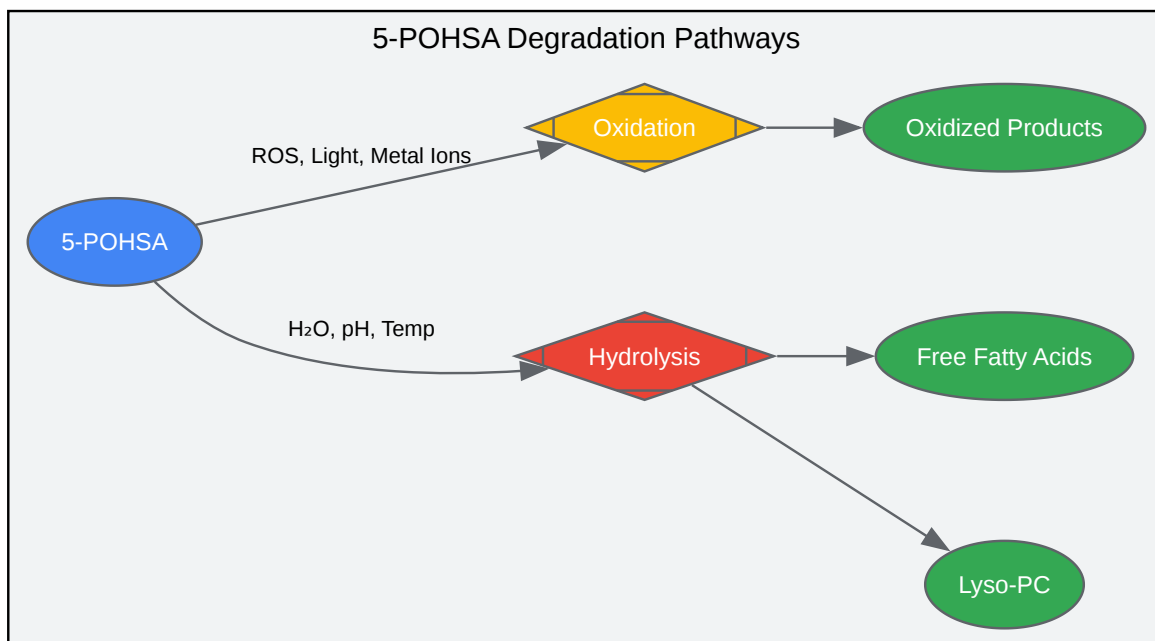 5-POHSA Degradation Pathways
Oxidation
Oxidized Products
ROS, Light, Metal Ions
5-POHSA
H₂O, pH, Temp
Hydrolysis
Free Fatty Acids
Lyso-PC